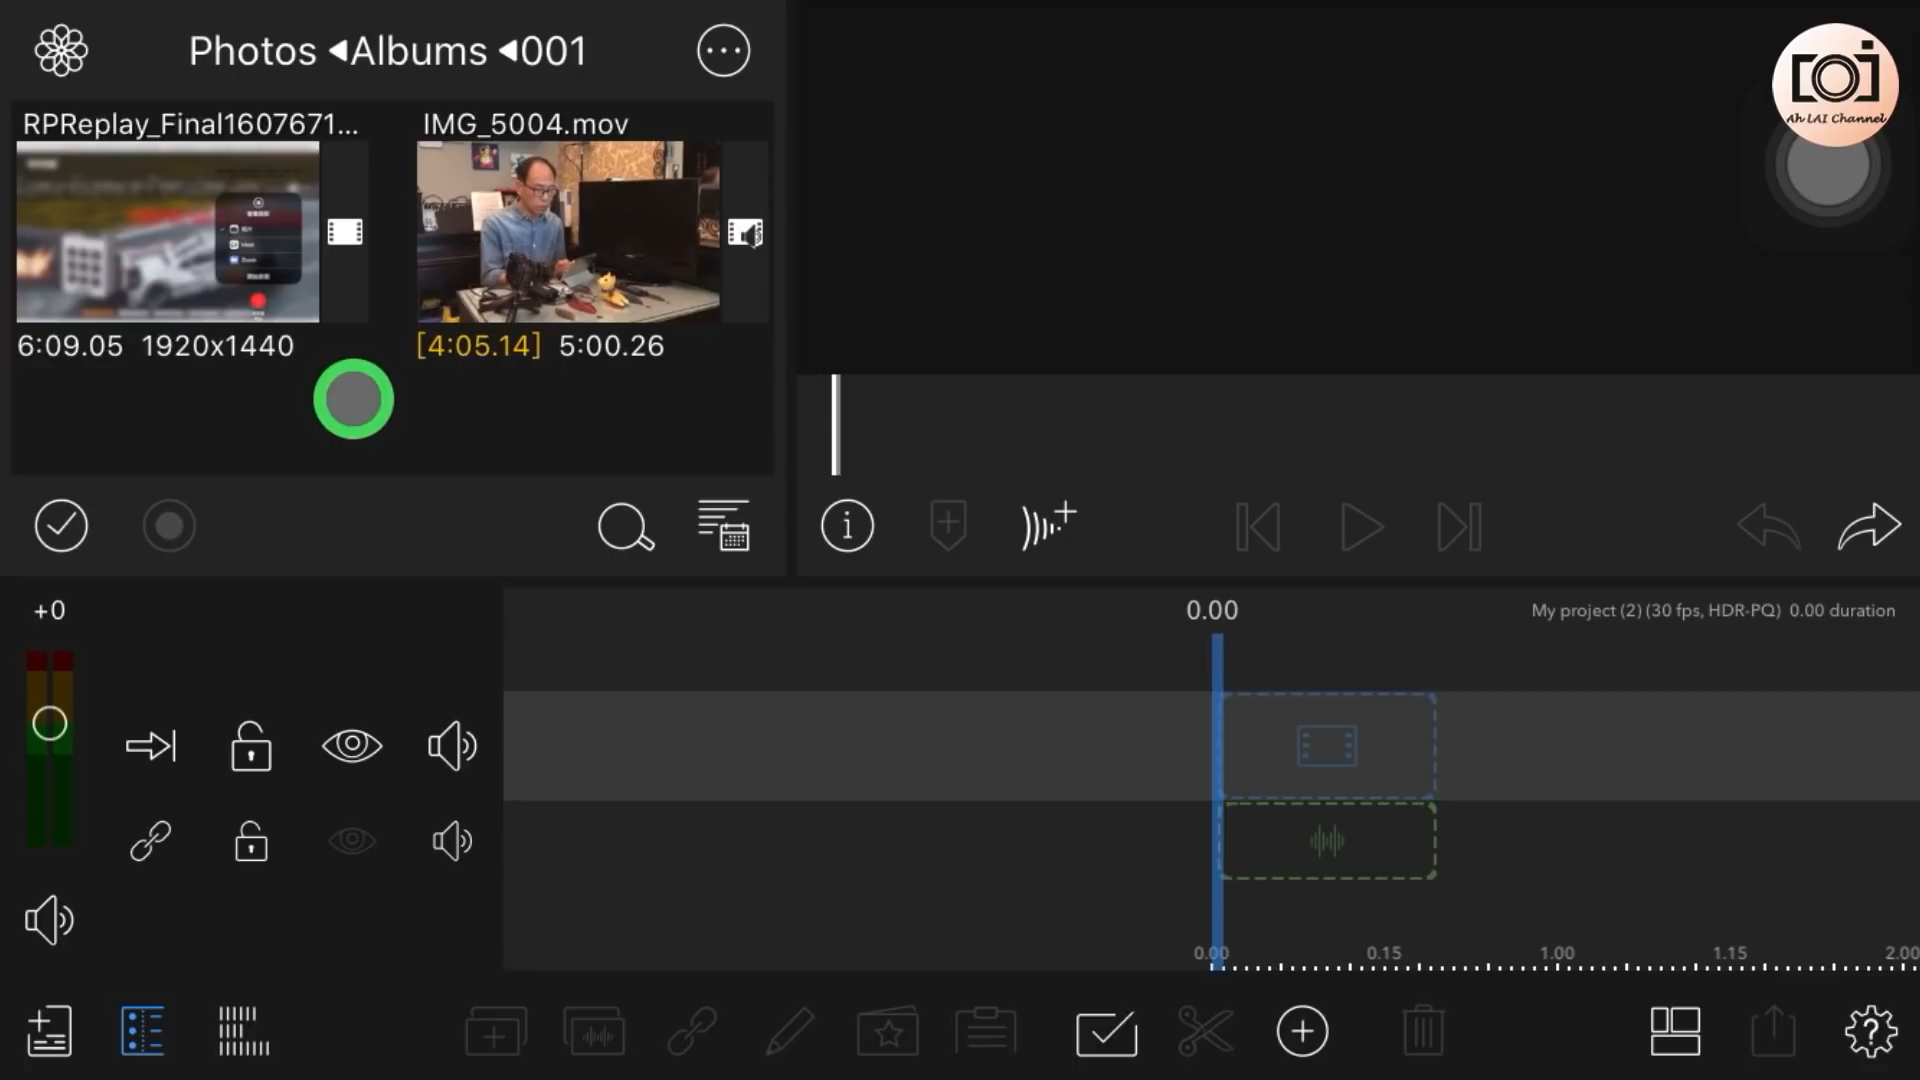 Photos ◀Albums ◀001
Ah LAI Channel
RPReplay_Final1607671...
IMG_5004.mov
6:09.05 1920x1440
[4:05.14] 5:00.26
+0
0.00
My project (2) (30 fps, HDR-PQ) 0.00 duration
0.00
0.15
1.00
1.15
2.00